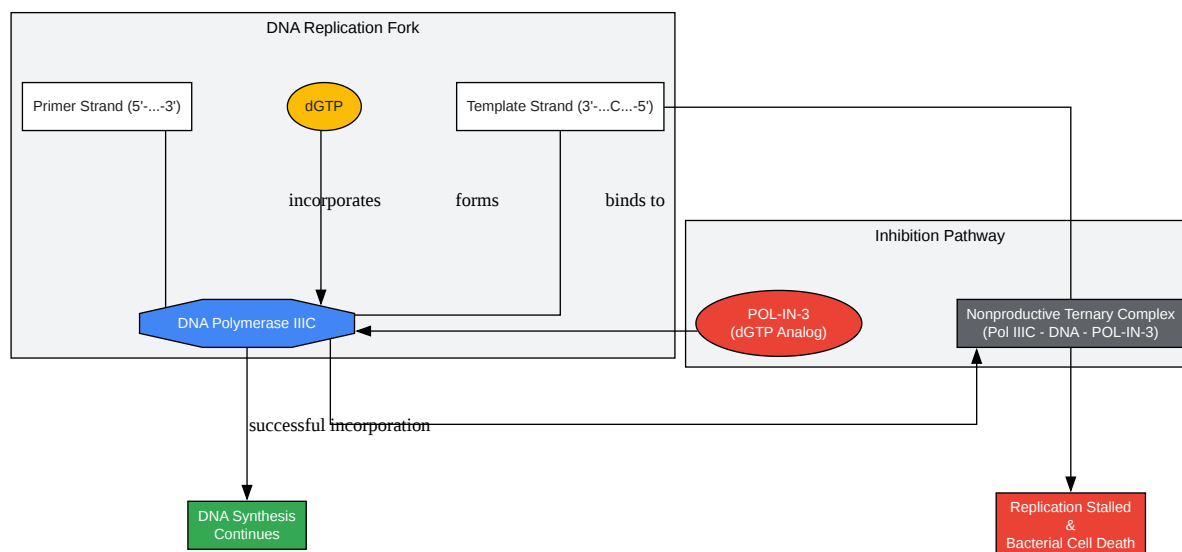 DNA Replication Fork
Primer Strand (5'-...-3')
dGTP
Template Strand (3'-...C...-5')
incorporates
forms
binds to
Inhibition Pathway
DNA Polymerase IIIC
POL-IN-3
(dGTP Analog)
Nonproductive Ternary Complex
(Pol IIIC - DNA - POL-IN-3)
successful incorporation
DNA Synthesis
Continues
Replication Stalled
&
Bacterial Cell Death